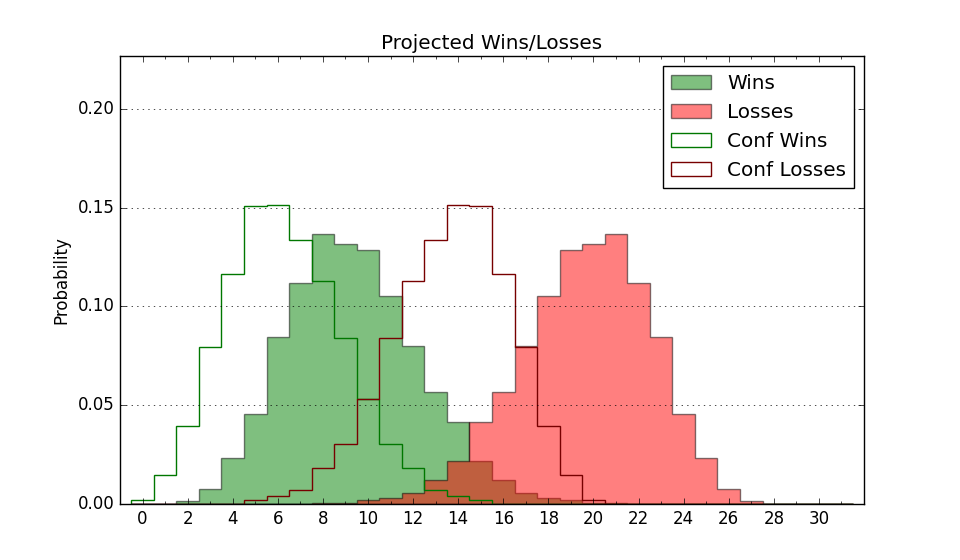 Projected Wins/Losses
Wins
Losses
Conf Wins
Conf Losses
Probability
0.20
0.15
0.10
0.05
0.00
0 2 4 6 8 10 12 14 16 18 20 22 24 26 28 30